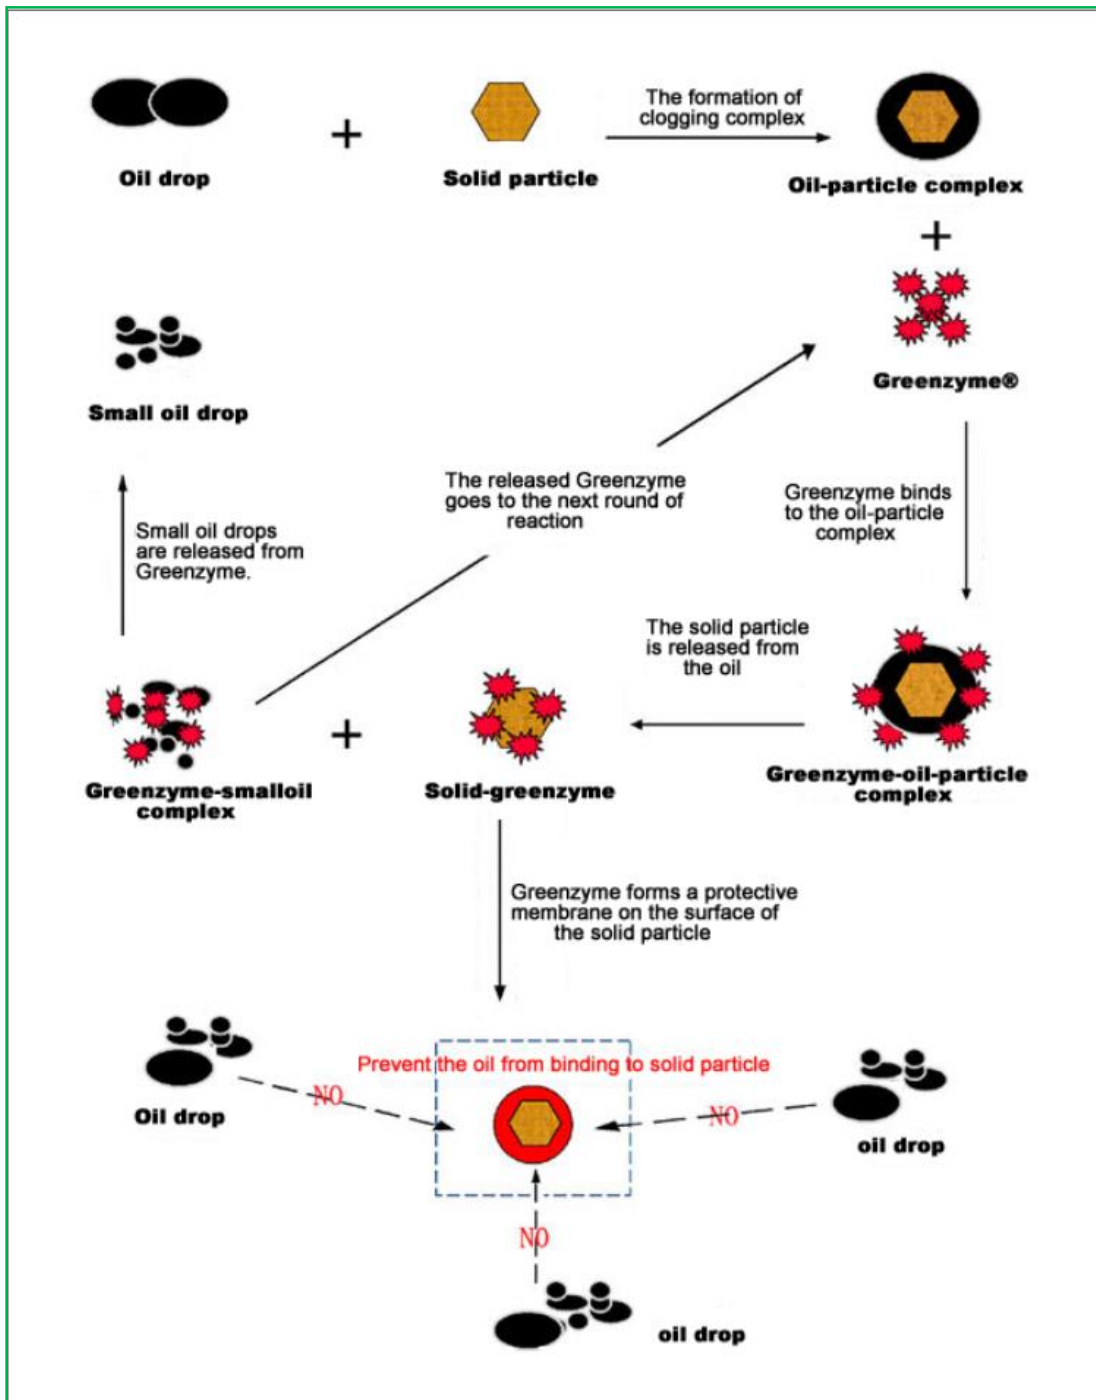 The formation of
clogging complex
Oil drop
Solid particle
Oil-particle complex
Greenzyme®
Small oil drop
The released Greenzyme
goes to the next round of
reaction
Greenzyme binds
to the oil-particle
complex
Small oil drops
are released from
Greenzyme.
The solid particle
is released from
the oil
Greenzyme-smalloil
complex
Solid-greenzyme
Greenzyme-oil-particle
complex
Greenzyme forms a protective
membrane on the surface of
the solid particle
Prevent the oil from binding to solid particle
NO
Oil drop
NO
oil drop
NO
oil drop